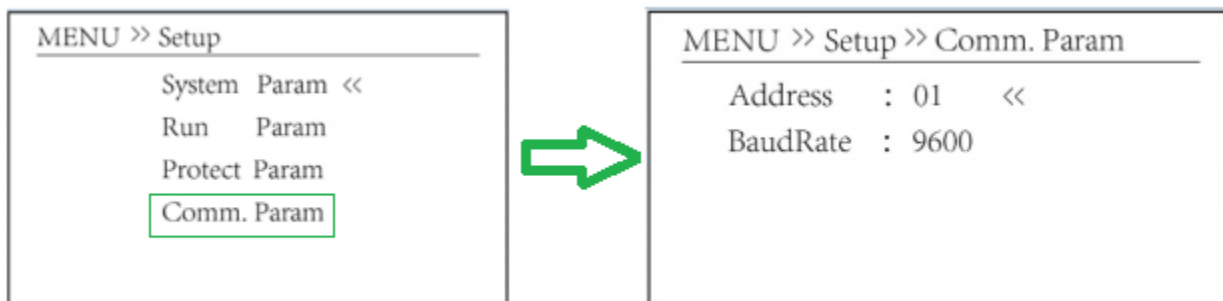 MENU >> Setup
System Param <<
Run Param
Protect Param
Comm. Param
MENU >> Setup >> Comm. Param
Address : 01 <<
BaudRate : 9600